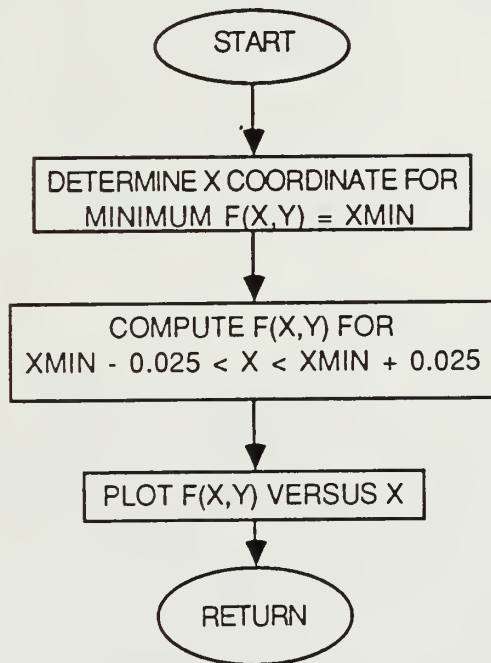 START
DETERMINE X COORDINATE FOR
MINIMUM F(X,Y) = XMIN
COMPUTE F(X,Y) FOR
XMIN - 0.025 < X < XMIN + 0.025
PLOT F(X,Y) VERSUS X
RETURN